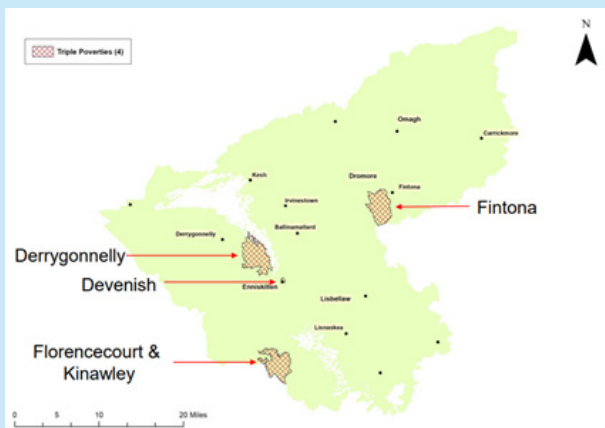 N
Triple Poverties (4)
Omagh
Carrickmore
Kesh
Dromore
Fintona
Irvinestown
Fintona
Derrygonnelly
Ballinamallard
Derrygonnelly
Devenish
Enniskillen
Lisbellaw
Lisnaskea
Florencecourt &
Kinawley
0 5 10 20 Miles